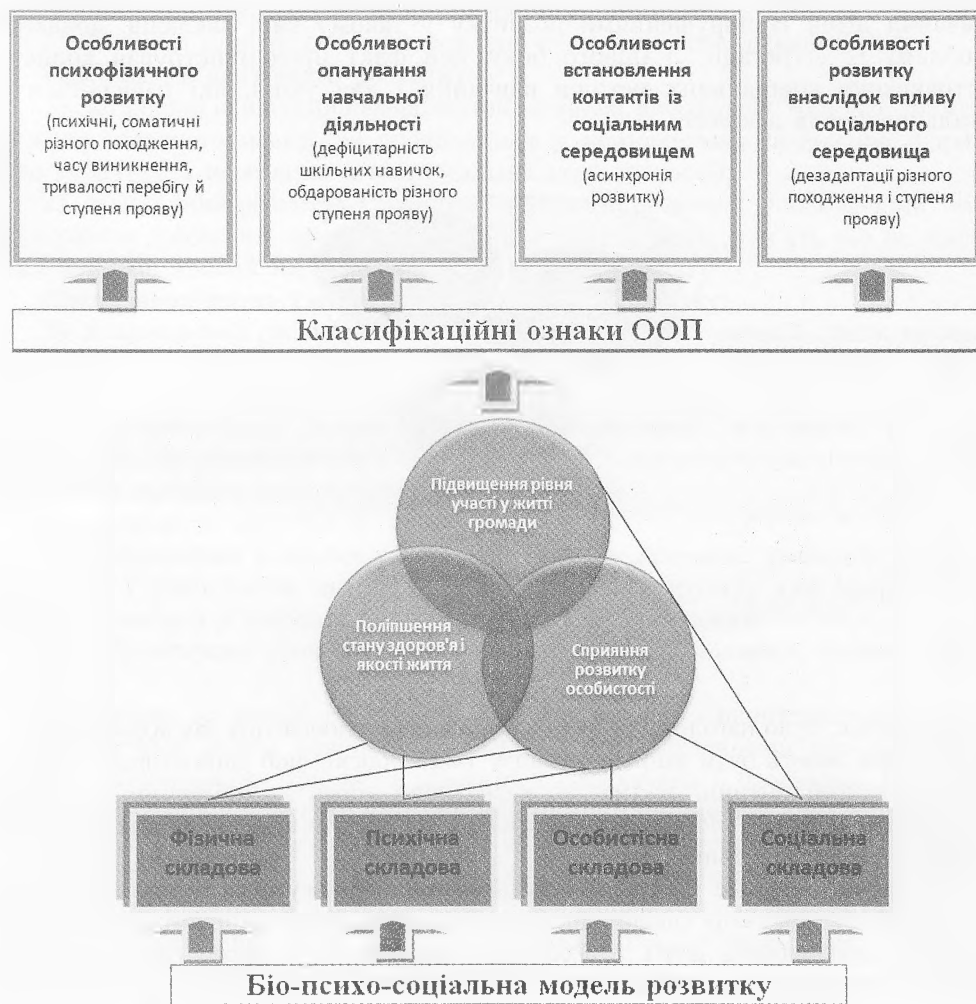 Особливості
психофізичного
розвитку
(психічні, соматичні
різного походження,
часу виникнення,
тривалості перебігу й
ступеня прояву)
Особливості
опанування
навчальної
діяльності
(дефіцитарність
шкільних навичок,
обдарованість різного
ступеня прояву)
Особливості
встановлення
контактів із
соціальним
середовищем
(асинхронія
розвитку)
Особливості
розвитку
внаслідок впливу
соціального
середовища
(дезадаптації різного
походження і ступеня
прояву)
Класифікаційні ознаки ООП
Підвищення рівня
участі у житті
громади
Поліпшення
стану здоров'я і
якості життя
Сприяння
розвитку
особистості
Фізична
складова
Психічна
складова
Особистісна
складова
Соціальна
складова
Біо-психо-соціальна модель розвитку